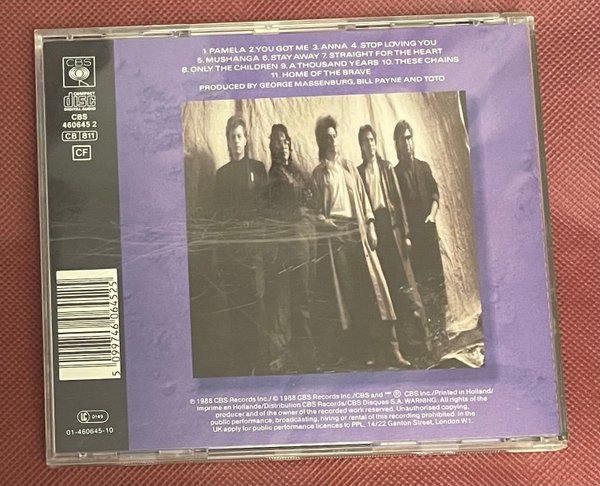 1. PAMELA 2. YOU GOT ME 3. ANNA 4. STOP LOVING YOU
5. MUSHANGA 6. STAY AWAY 7. STRAIGHT FOR THE HEART
8. ONLY THE CHILDREN 9. A THOUSAND YEARS 10. THESE CHAINS
11. HOME OF THE BRAVE
PRODUCED BY GEORGE MASSENBURG, BILL PAYNE AND TOTO
CBS
COMPACT
disc
DIGITAL AUDIO
CBS
460645 2
CB 811
CF
5 099746 064525
LC 0149
01-460645-10
℗ 1988 CBS Records Inc./ © 1988 CBS Records Inc./CBS and ® CBS Inc./Printed in Holland/
Imprimé en Hollande/Distribution CBS Records/CBS Disques S.A. WARNING: All rights of the
producer and of the owner of the recorded work reserved. Unauthorised copying,
public performance, broadcasting, hiring or rental of this recording prohibited. In the
UK apply for public performance licences to PPL, 14/22 Ganton Street, London W1.